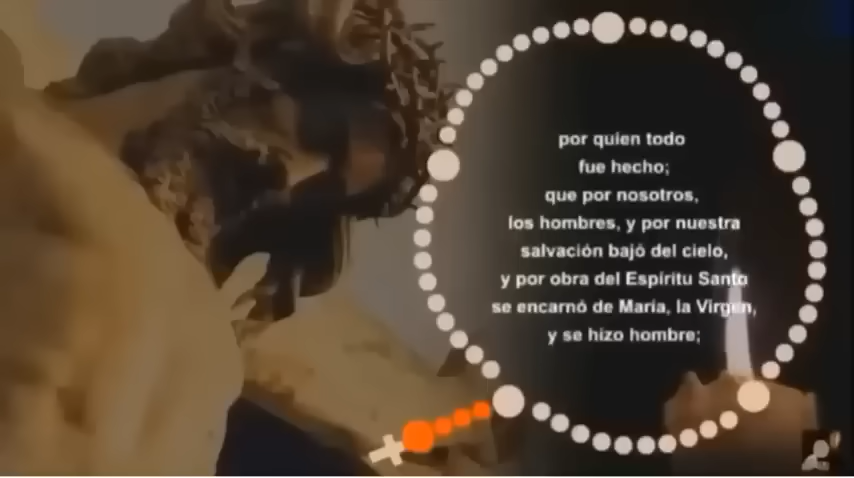 por quien todo
fue hecho;
que por nosotros,
los hombres, y por nuestra
salvación bajó del cielo,
y por obra del Espíritu Santo
se encarnó de María, la Virgen,
y se hizo hombre;